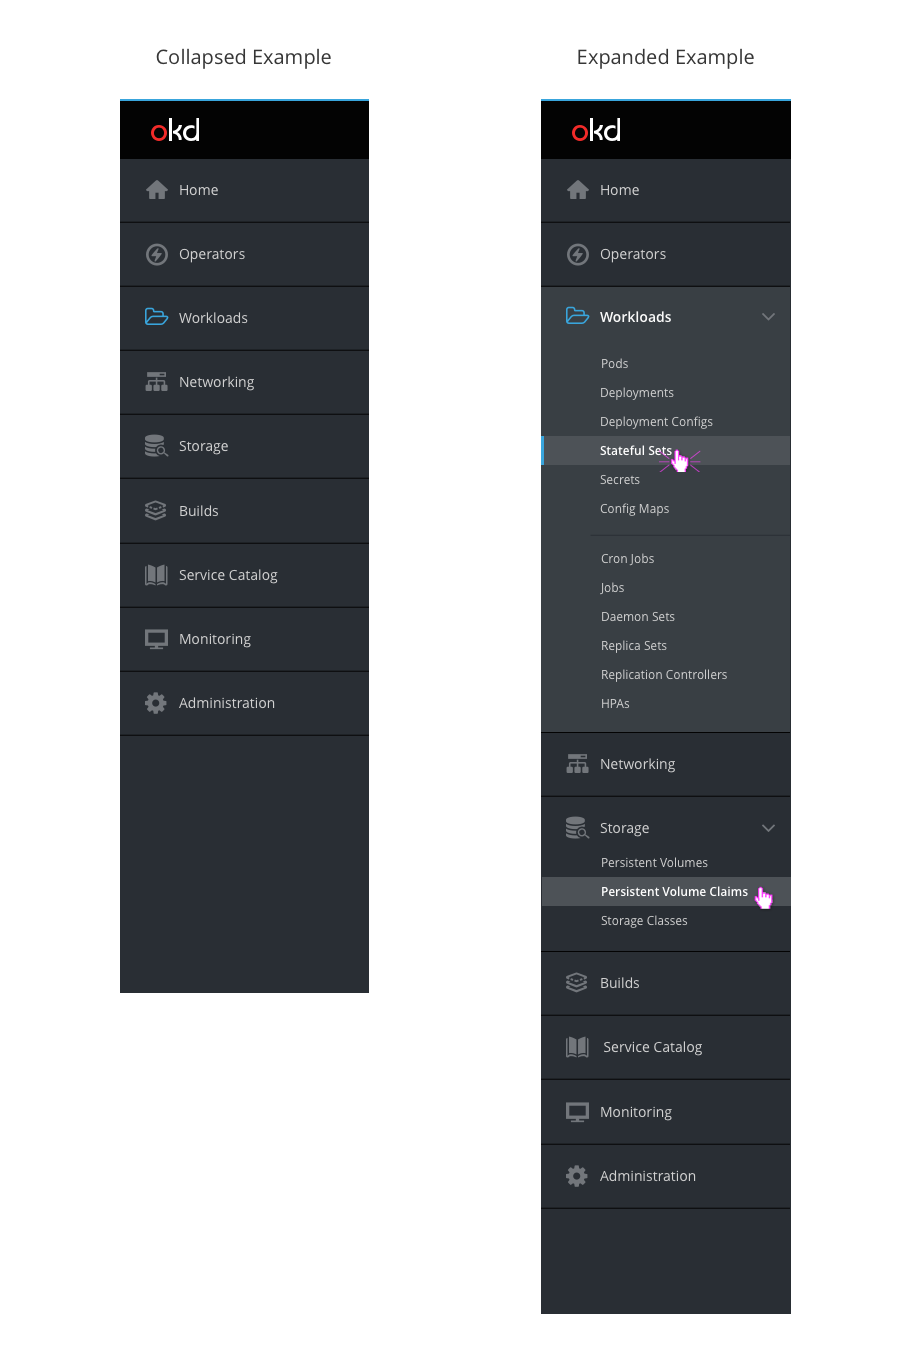 Collapsed Example
okd
Home
Operators
Workloads
Networking
Storage
Builds
Service Catalog
Monitoring
Administration
Expanded Example
okd
Home
Operators
Workloads
Pods
Deployments
Deployment Configs
Stateful Sets
Secrets
Config Maps
Cron Jobs
Jobs
Daemon Sets
Replica Sets
Replication Controllers
HPAs
Networking
Storage
Persistent Volumes
Persistent Volume Claims
Storage Classes
Builds
Service Catalog
Monitoring
Administration